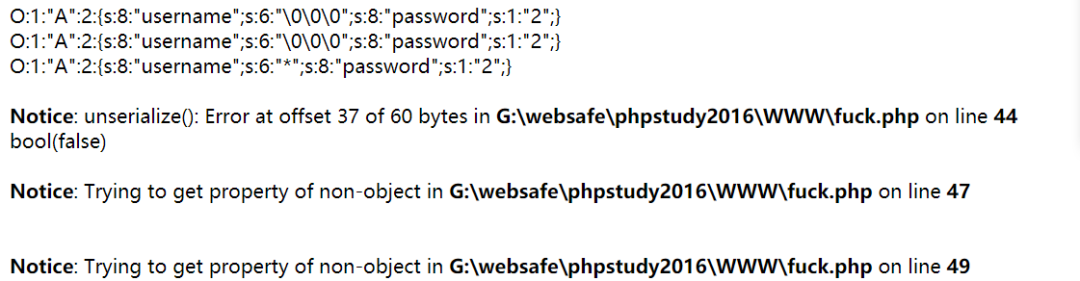 O:1:"A":2:{s:8:"username";s:6:"\0\0\0";s:8:"password";s:1:"2";}
O:1:"A":2:{s:8:"username";s:6:"\0\0\0";s:8:"password";s:1:"2";}
O:1:"A":2:{s:8:"username";s:6:"*";s:8:"password";s:1:"2";}
Notice: unserialize(): Error at offset 37 of 60 bytes in G:\websafe\phpstudy2016\WWW\fuck.php on line 44
bool(false)
Notice: Trying to get property of non-object in G:\websafe\phpstudy2016\WWW\fuck.php on line 47
Notice: Trying to get property of non-object in G:\websafe\phpstudy2016\WWW\fuck.php on line 49